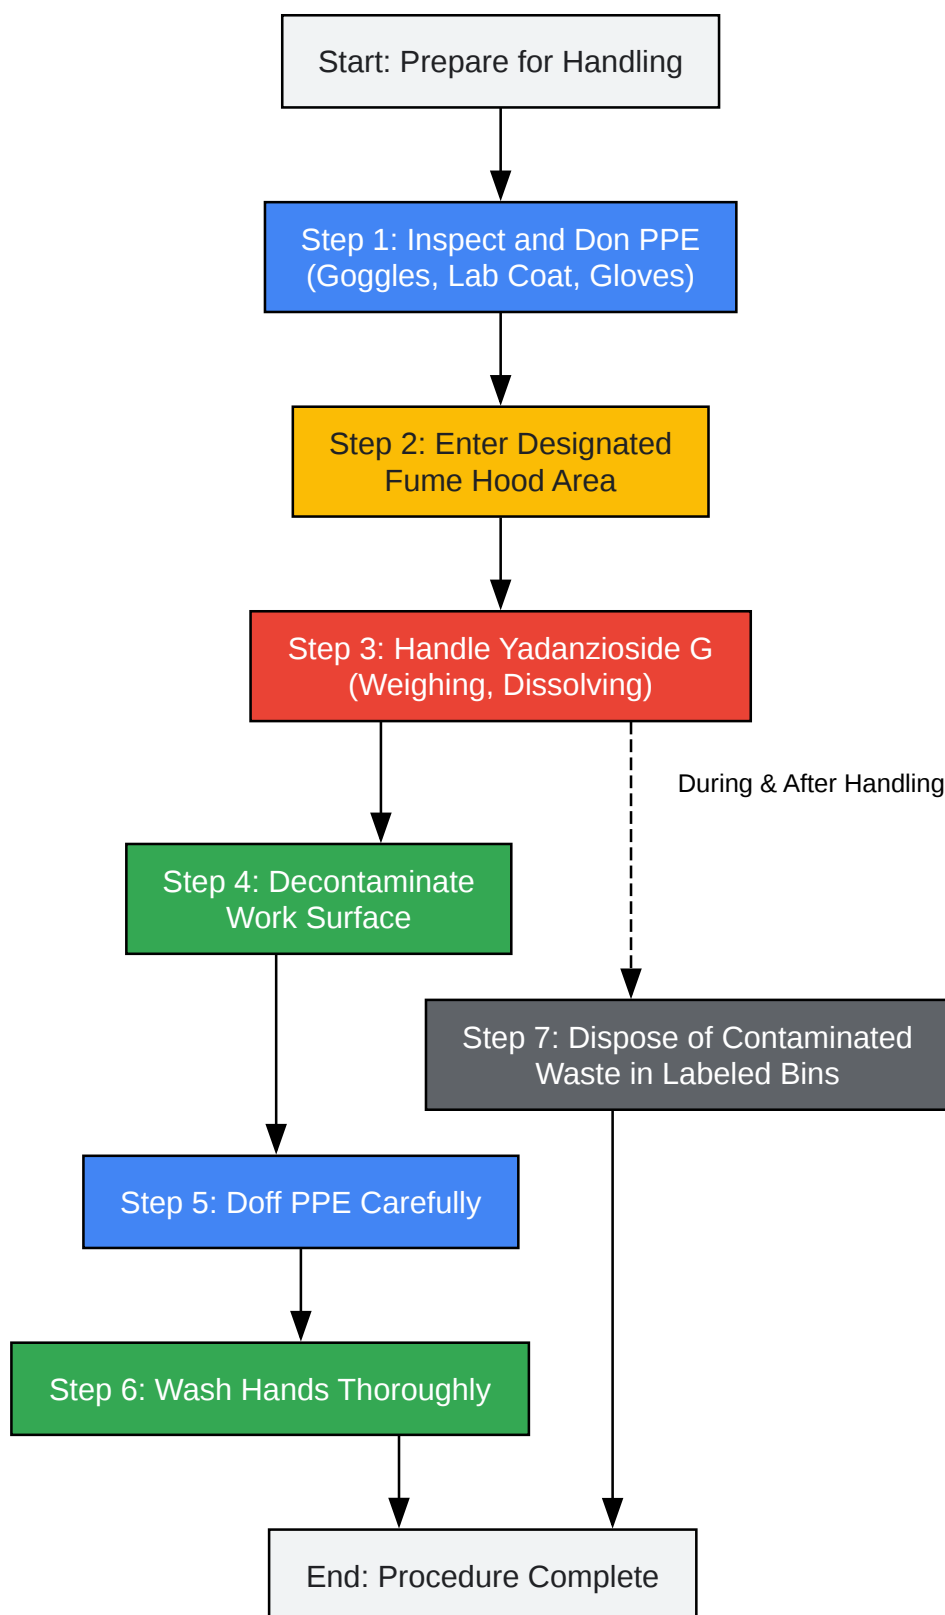 Start: Prepare for Handling
Step 1: Inspect and Don PPE
(Goggles, Lab Coat, Gloves)
Step 2: Enter Designated
Fume Hood Area
Step 3: Handle Yadanzioside G
(Weighing, Dissolving)
During & After Handling
Step 4: Decontaminate
Work Surface
Step 7: Dispose of Contaminated
Waste in Labeled Bins
Step 5: Doff PPE Carefully
Step 6: Wash Hands Thoroughly
End: Procedure Complete